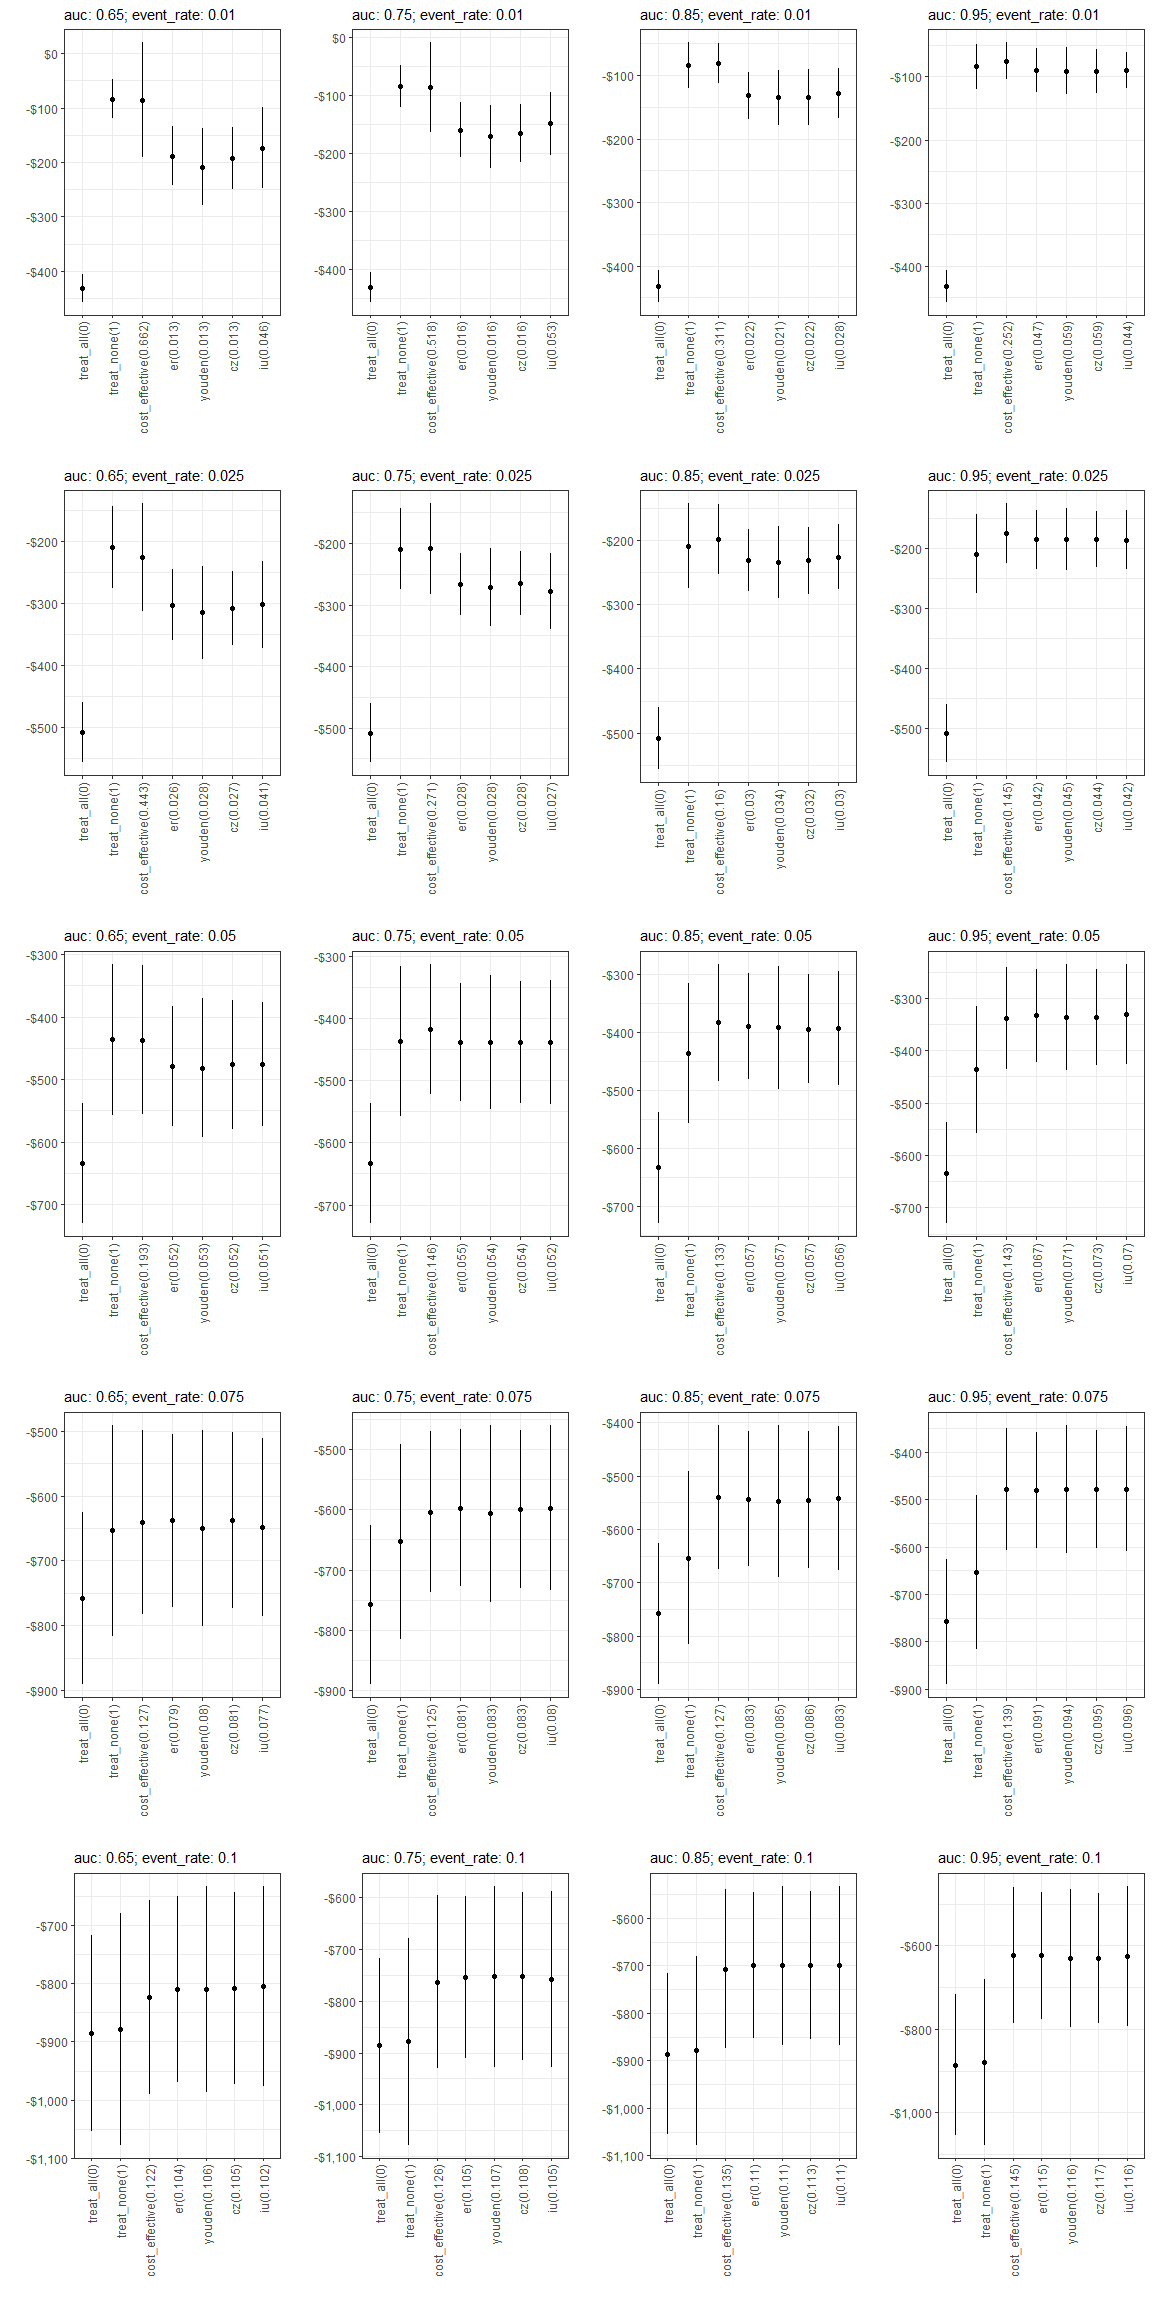 auc: 0.65; event_rate: 0.01
$0
-$100
-$200
-$300
-$400
treat_all(0)
treat_none(1)
cost_effective(0.662)
er(0.013)
youden(0.013)
cz(0.013)
iu(0.046)
auc: 0.75; event_rate: 0.01
$0
-$100
-$200
-$300
-$400
treat_all(0)
treat_none(1)
cost_effective(0.518)
er(0.016)
youden(0.016)
cz(0.016)
iu(0.053)
auc: 0.85; event_rate: 0.01
-$100
-$200
-$300
-$400
treat_all(0)
treat_none(1)
cost_effective(0.311)
er(0.022)
youden(0.021)
cz(0.022)
iu(0.028)
auc: 0.95; event_rate: 0.01
-$100
-$200
-$300
-$400
treat_all(0)
treat_none(1)
cost_effective(0.252)
er(0.047)
youden(0.059)
cz(0.059)
iu(0.044)
auc: 0.65; event_rate: 0.025
-$200
-$300
-$400
-$500
treat_all(0)
treat_none(1)
cost_effective(0.443)
er(0.026)
youden(0.028)
cz(0.027)
iu(0.041)
auc: 0.75; event_rate: 0.025
-$200
-$300
-$400
-$500
treat_all(0)
treat_none(1)
cost_effective(0.271)
er(0.028)
youden(0.028)
cz(0.028)
iu(0.027)
auc: 0.85; event_rate: 0.025
-$200
-$300
-$400
-$500
treat_all(0)
treat_none(1)
cost_effective(0.16)
er(0.03)
youden(0.034)
cz(0.032)
iu(0.03)
auc: 0.95; event_rate: 0.025
-$200
-$300
-$400
-$500
treat_all(0)
treat_none(1)
cost_effective(0.145)
er(0.042)
youden(0.045)
cz(0.044)
iu(0.042)
auc: 0.65; event_rate: 0.05
-$300
-$400
-$500
-$600
-$700
treat_all(0)
treat_none(1)
cost_effective(0.193)
er(0.052)
youden(0.053)
cz(0.052)
iu(0.051)
auc: 0.75; event_rate: 0.05
-$300
-$400
-$500
-$600
-$700
treat_all(0)
treat_none(1)
cost_effective(0.146)
er(0.055)
youden(0.054)
cz(0.054)
iu(0.052)
auc: 0.85; event_rate: 0.05
-$300
-$400
-$500
-$600
-$700
treat_all(0)
treat_none(1)
cost_effective(0.133)
er(0.057)
youden(0.057)
cz(0.057)
iu(0.056)
auc: 0.95; event_rate: 0.05
-$300
-$400
-$500
-$600
-$700
treat_all(0)
treat_none(1)
cost_effective(0.143)
er(0.067)
youden(0.071)
cz(0.073)
iu(0.07)
auc: 0.65; event_rate: 0.075
-$500
-$600
-$700
-$800
-$900
treat_all(0)
treat_none(1)
cost_effective(0.127)
er(0.079)
youden(0.08)
cz(0.081)
iu(0.077)
auc: 0.75; event_rate: 0.075
-$500
-$600
-$700
-$800
-$900
treat_all(0)
treat_none(1)
cost_effective(0.125)
er(0.081)
youden(0.083)
cz(0.083)
iu(0.08)
auc: 0.85; event_rate: 0.075
-$400
-$500
-$600
-$700
-$800
-$900
treat_all(0)
treat_none(1)
cost_effective(0.127)
er(0.083)
youden(0.085)
cz(0.086)
iu(0.083)
auc: 0.95; event_rate: 0.075
-$400
-$500
-$600
-$700
-$800
-$900
treat_all(0)
treat_none(1)
cost_effective(0.139)
er(0.091)
youden(0.094)
cz(0.095)
iu(0.096)
auc: 0.65; event_rate: 0.1
-$700
-$800
-$900
-$1,000
-$1,100
treat_all(0)
treat_none(1)
cost_effective(0.122)
er(0.104)
youden(0.106)
cz(0.105)
iu(0.102)
auc: 0.75; event_rate: 0.1
-$600
-$700
-$800
-$900
-$1,000
-$1,100
treat_all(0)
treat_none(1)
cost_effective(0.126)
er(0.105)
youden(0.107)
cz(0.108)
iu(0.105)
auc: 0.85; event_rate: 0.1
-$600
-$700
-$800
-$900
-$1,000
-$1,100
treat_all(0)
treat_none(1)
cost_effective(0.135)
er(0.11)
youden(0.11)
cz(0.113)
iu(0.11)
auc: 0.95; event_rate: 0.1
-$600
-$800
-$1,000
treat_all(0)
treat_none(1)
cost_effective(0.145)
er(0.115)
youden(0.116)
cz(0.117)
iu(0.116)